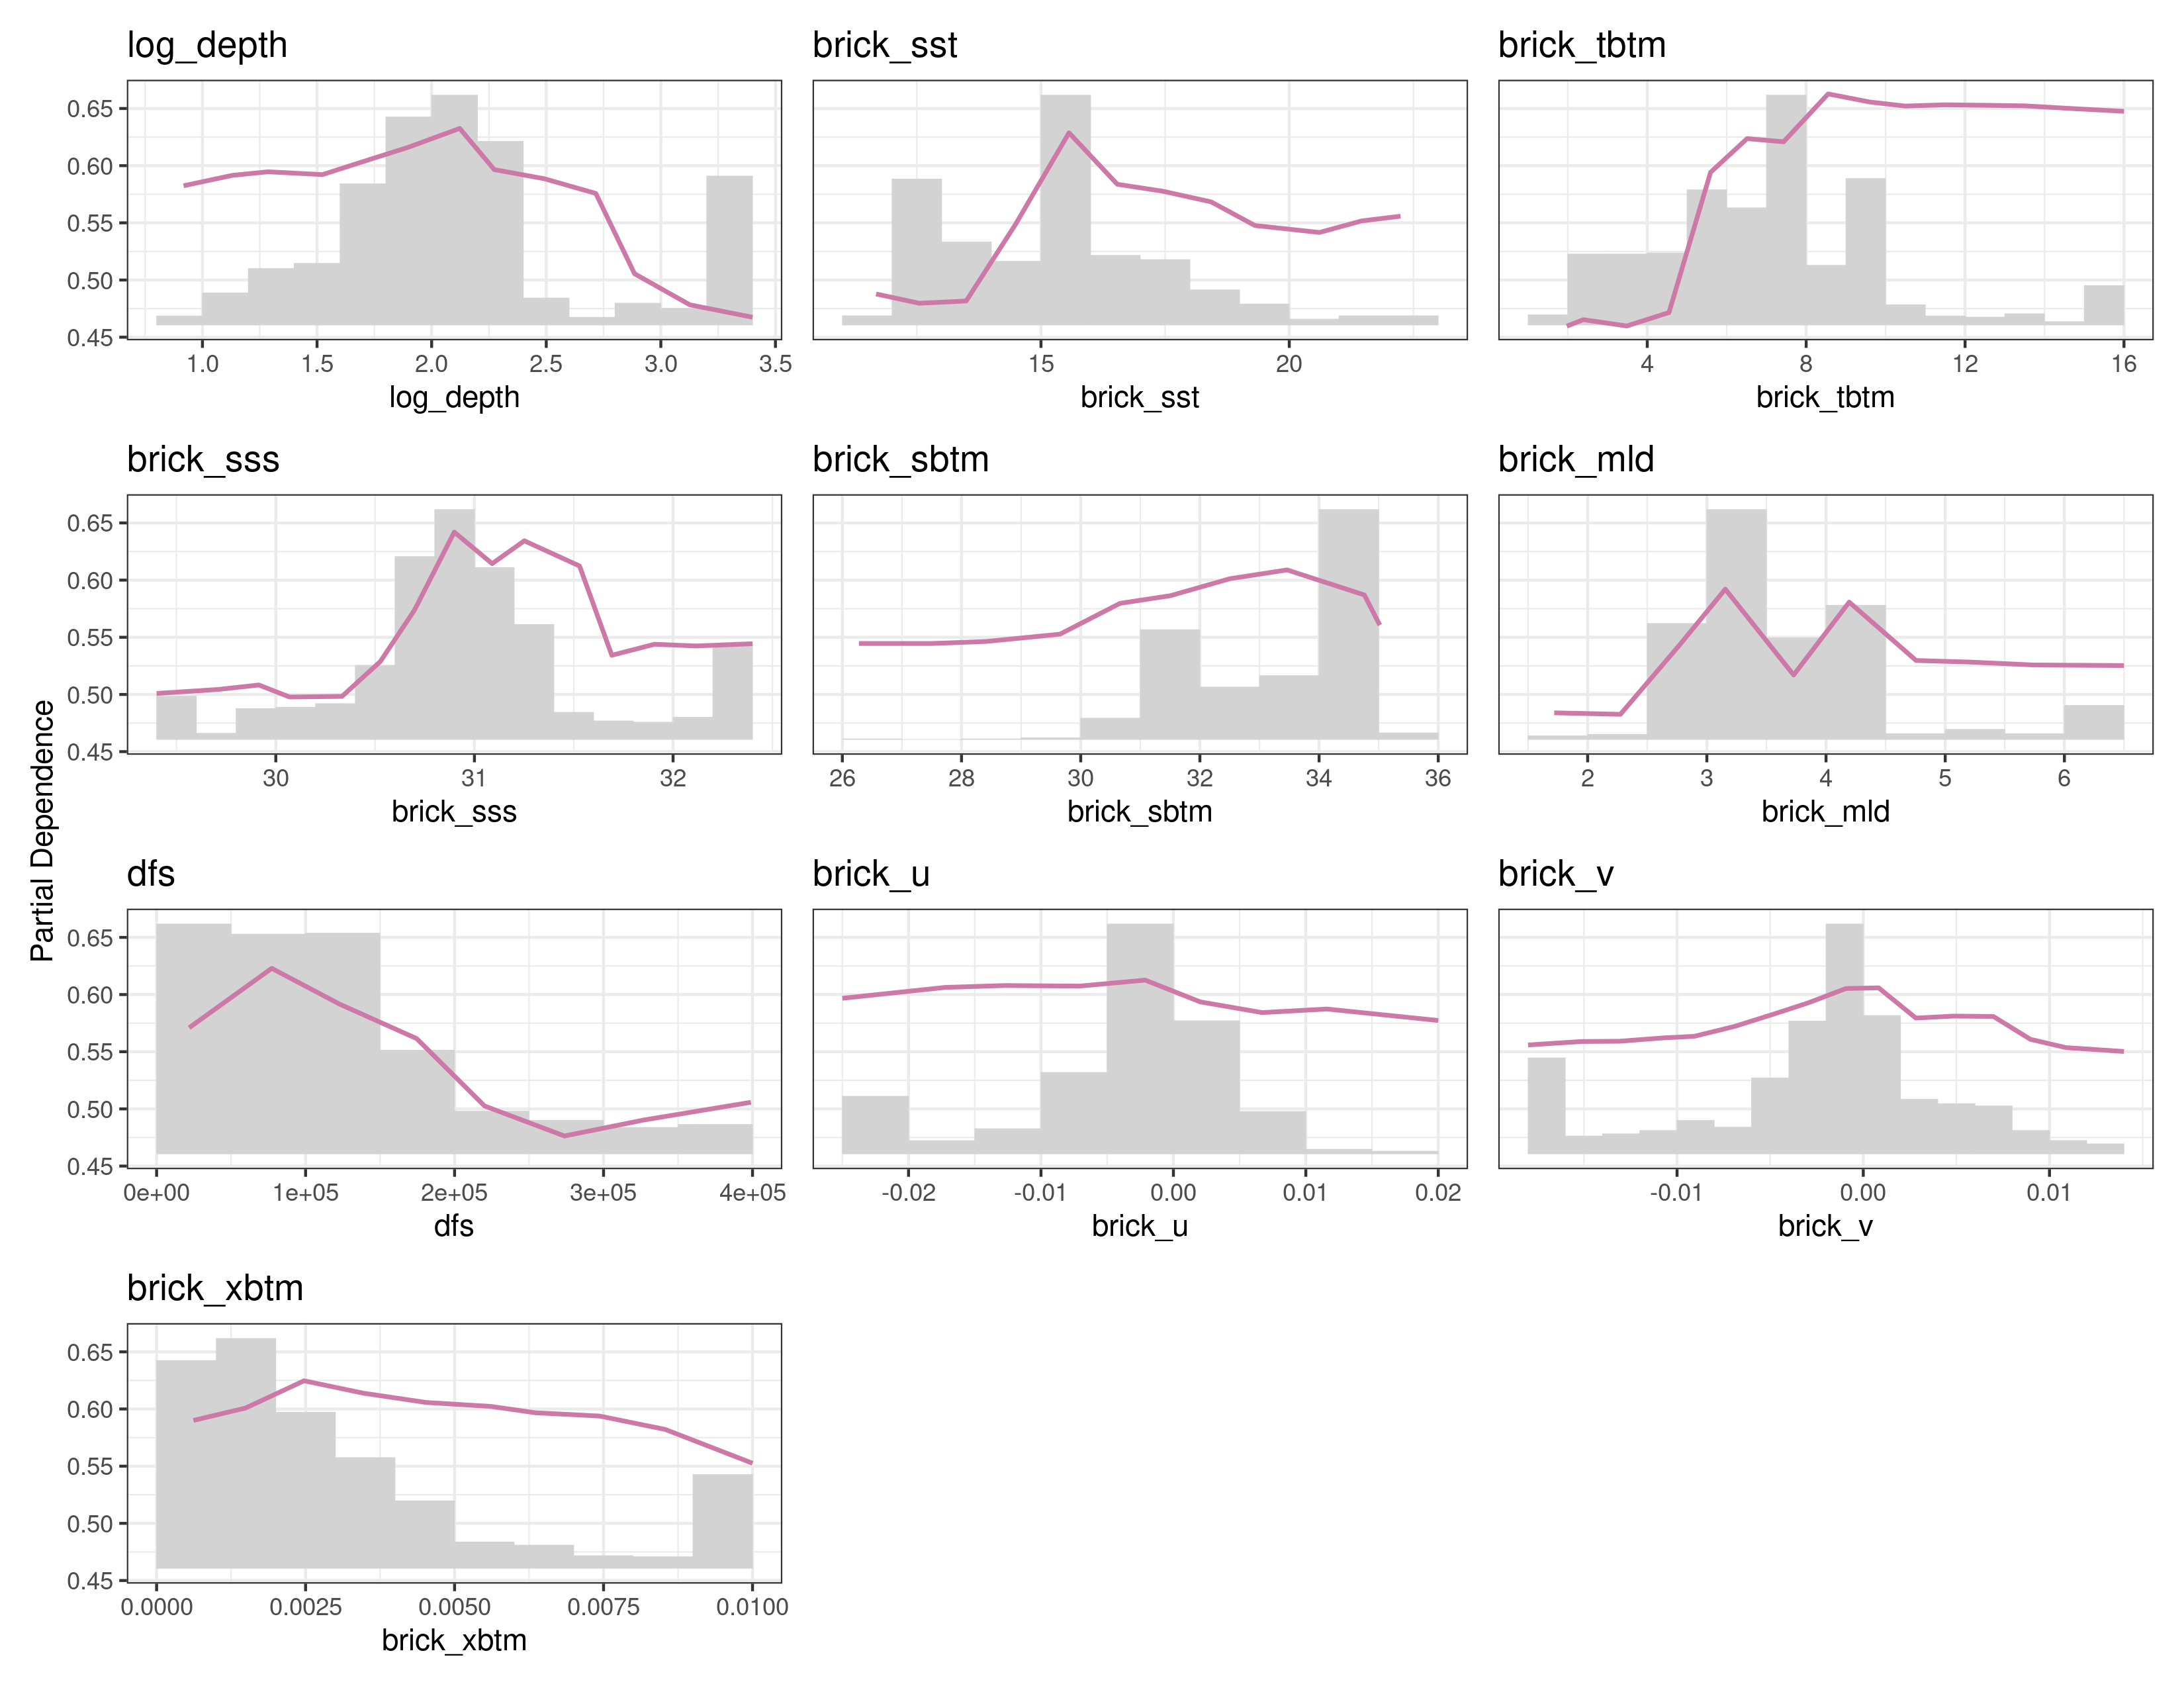 log_depth brick_sst brick_tbtm
0.65
0.60
0.55
0.50
0.45
1.0 1.5 2.0 2.5 3.0 3.5 15 20 4 8 12 16
log_depth brick_sst brick_tbtm
brick_sss brick_sbtm brick_mld
0.65
0.60
0.55
0.50
0.45
30 31 32 26 28 30 32 34 36 2 3 4 5 6
brick_sss brick_sbtm brick_mld
Partial Dependence
dfs brick_u brick_v
0.65
0.60
0.55
0.50
0.45
0e+00 1e+05 2e+05 3e+05 4e+05 -0.02 -0.01 0.00 0.01 0.02 -0.01 0.00 0.01
dfs brick_u brick_v
brick_xbtm
0.65
0.60
0.55
0.50
0.45
0.0000 0.0025 0.0050 0.0075 0.0100
brick_xbtm